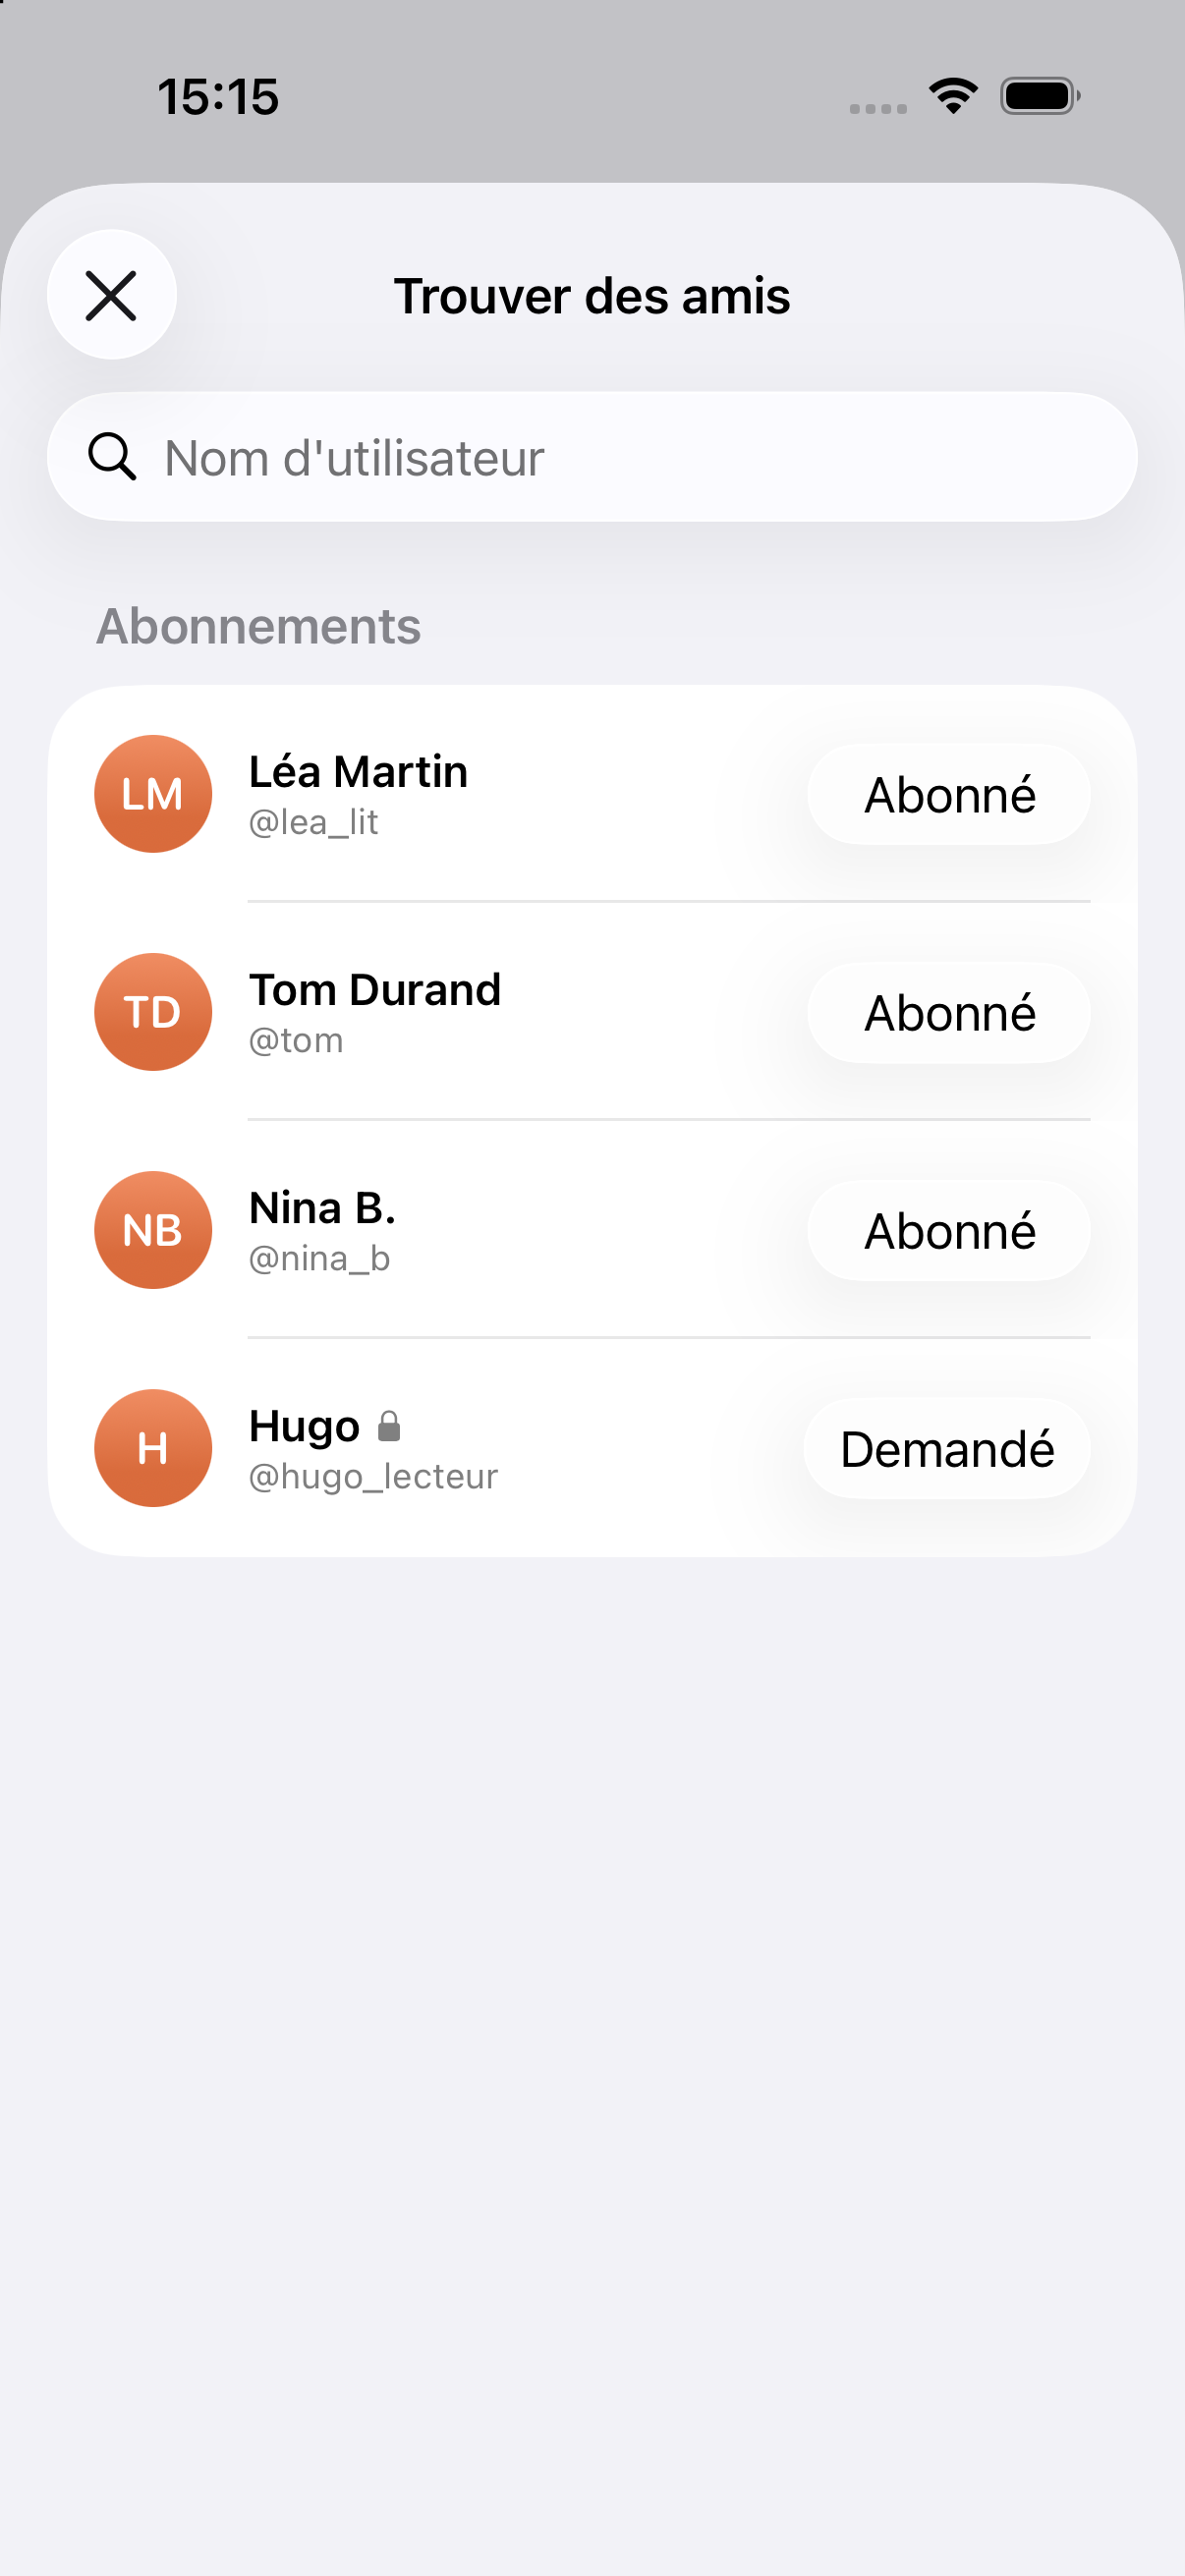 15:15
Trouver des amis
Nom d'utilisateur
Abonnements
LM
Léa Martin
@lea_lit
Abonné
TD
Tom Durand
@tom
Abonné
NB
Nina B.
@nina_b
Abonné
H
Hugo
@hugo_lecteur
Demandé